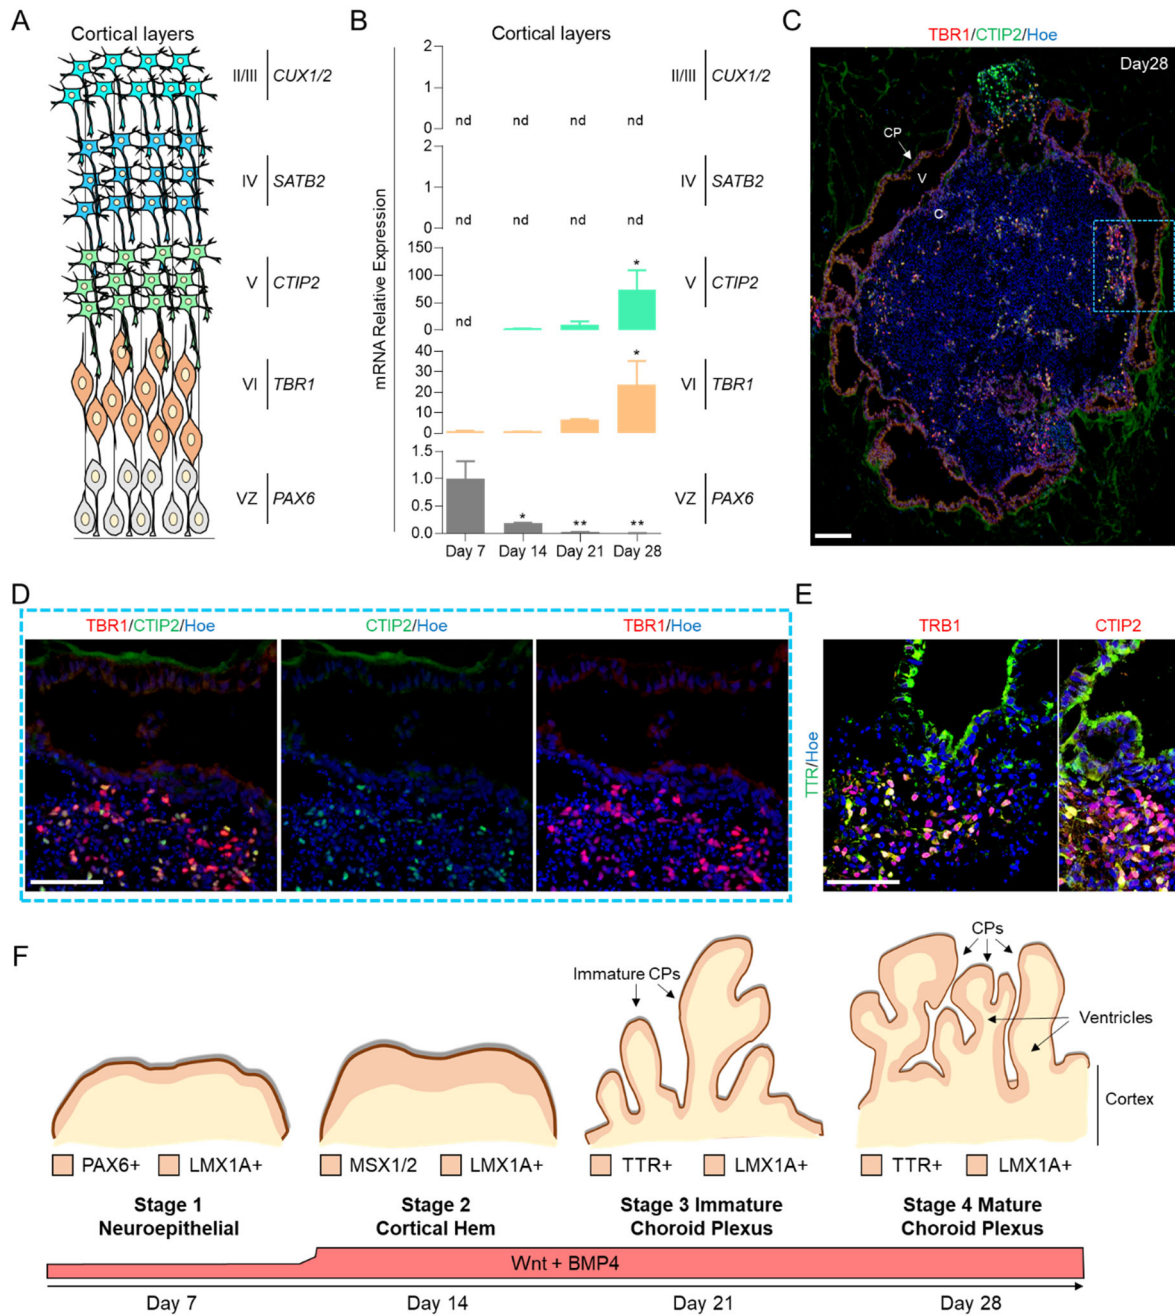 A
Cortical layers
II/III CUX1/2
IV SATB2
V CTIP2
VI TBR1
VZ PAX6
B
Cortical layers
mRNA Relative Expression
2
1
0
nd nd nd nd
II/III CUX1/2
2
1
0
nd nd nd nd
IV SATB2
150
100
50
0
nd
*
V CTIP2
40
30
20
10
0
*
VI TBR1
1.0
0.5
0.0
1.5
* ** **
VZ PAX6
Day 7 Day 14 Day 21 Day 28
C
TBR1/CTIP2/Hoe
Day28
CP
V
C
D
TBR1/CTIP2/Hoe
CTIP2/Hoe
TBR1/Hoe
E
TRB1
CTIP2
TTR/Hoe
F
Immature CPs
CPs
Ventricles
Cortex
PAX6+ LMX1A+
MSX1/2 LMX1A+
TTR+ LMX1A+
TTR+ LMX1A+
Stage 1
Neuroepithelial
Stage 2
Cortical Hem
Stage 3 Immature
Choroid Plexus
Stage 4 Mature
Choroid Plexus
Wnt + BMP4
Day 7 Day 14 Day 21 Day 28